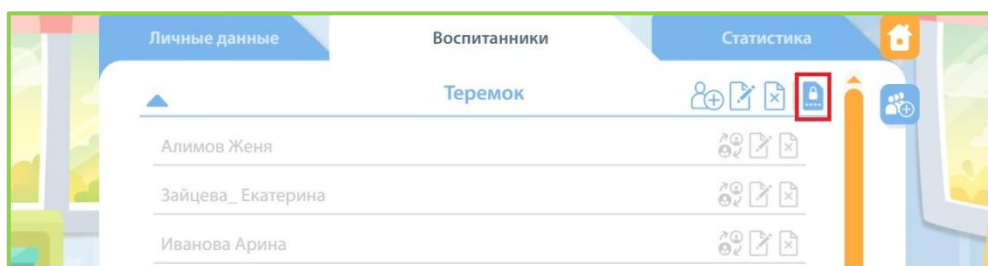 Личные данные Воспитанники Статистика
Теремок
Алимов Женя
Зайцева_ Екатерина
Иванова Арина